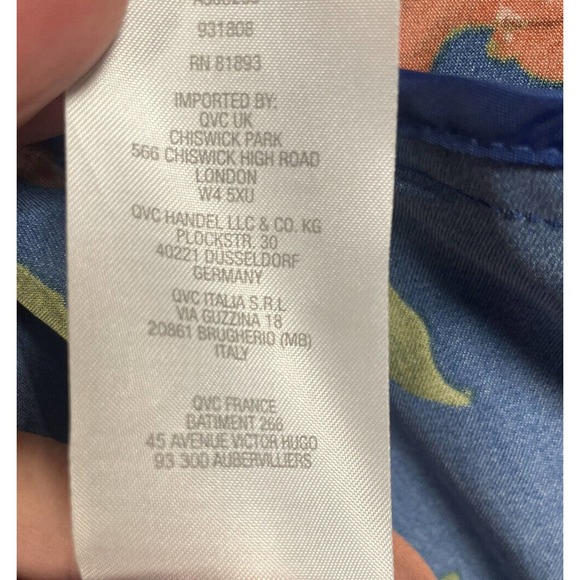 931808
RN 81893
IMPORTED BY:
QVC UK
CHISWICK PARK
566 CHISWICK HIGH ROAD
LONDON
W4 5XU
QVC HANDEL LLC & CO. KG
PLOCKSTR. 30
40221 DUSSELDORF
GERMANY
QVC ITALIA S.R.L
VIA GUZZINA 18
20861 BRUGHERIO (MB)
ITALY
QVC FRANCE
BATIMENT 266
45 AVENUE VICTOR HUGO
93 300 AUBERVILLIERS